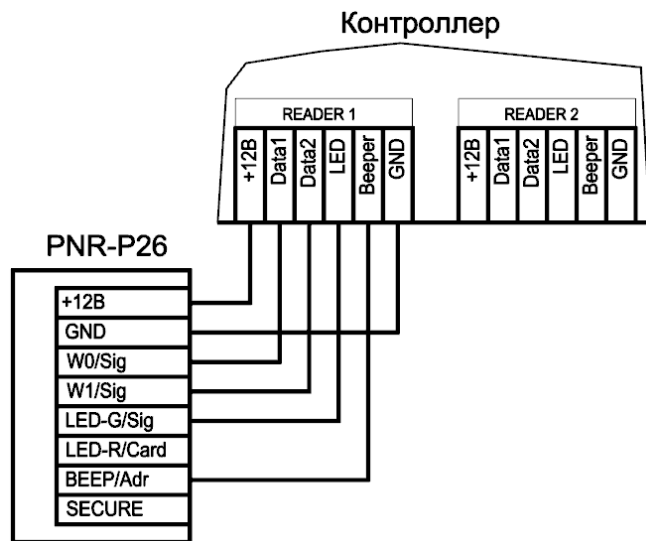 Контроллер
READER 1
READER 2
+12В
Data1
Data2
LED
Beeper
GND
+12В
Data1
Data2
LED
Beeper
GND
PNR-P26
+12В
GND
W0/Sig
W1/Sig
LED-G/Sig
LED-R/Card
BEEP/Adr
SECURE